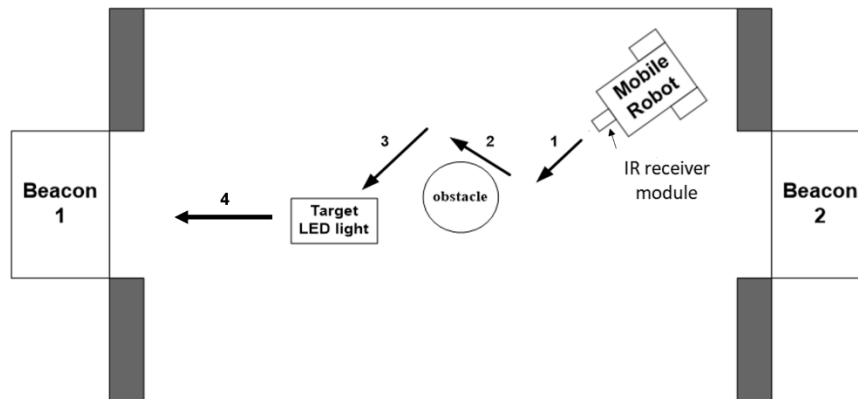 Mobile
Robot
3
2
1
IR receiver
module
Beacon
1
4
Target
LED light
obstacle
Beacon
2